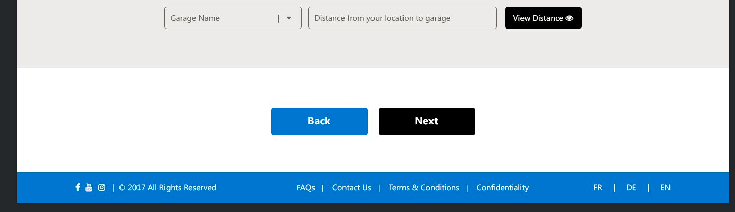 Garage Name | Distance from your location to garage View Distance
Back Next
| © 2017 All Rights Reserved FAQs | Contact Us | Terms & Conditions | Confidentiality FR | DE | EN